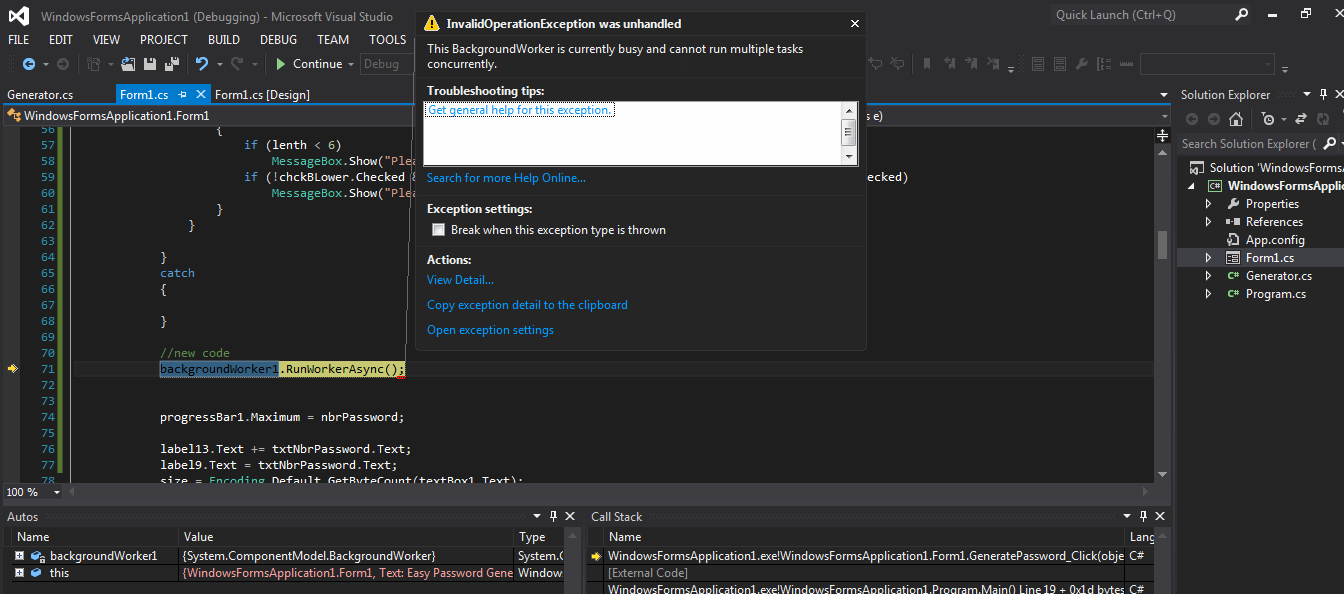 WindowsFormsApplication1 (Debugging) - Microsoft Visual Studio
Quick Launch (Ctrl+Q)
FILE EDIT VIEW PROJECT BUILD DEBUG TEAM TOOLS
Continue Debug
Generator.cs Form1.cs Form1.cs [Design]
WindowsFormsApplication1.Form1
s e)
InvalidOperationException was unhandled
This BackgroundWorker is currently busy and cannot run multiple tasks
concurrently.
Troubleshooting tips:
Get general help for this exception.
Search for more Help Online...
Exception settings:
Break when this exception type is thrown
Actions:
View Detail...
Copy exception detail to the clipboard
Open exception settings
56 {
57 if (lenth < 6)
58 MessageBox.Show("Plea
59 if (!chckBLower.Checked & ecked)
60 MessageBox.Show("Plea
61 }
62 }
63
64 }
65 catch
66 {
67
68 }
69
70 //new code
71 backgroundWorker1.RunWorkerAsync();
72
73
74 progressBar1.Maximum = nbrPassword;
75
76 label13.Text += txtNbrPassword.Text;
77 label9.Text = txtNbrPassword.Text;
78 size = Encoding.Default.GetByteCount(textBox1.Text);
100 %
Solution Explorer
Search Solution Explorer (
Solution 'WindowsForms
WindowsFormsApplic
Properties
References
App.config
Form1.cs
Generator.cs
Program.cs
Autos
Name Value Type
backgroundWorker1 {System.ComponentModel.BackgroundWorker} System.C
this {WindowsFormsApplication1.Form1, Text: Easy Password Gene Window
Call Stack
Name Lang
WindowsFormsApplication1.exe!WindowsFormsApplication1.Form1.GeneratePassword_Click(obje C#
[External Code]
WindowsFormsApplication1.exe!WindowsFormsApplication1.Program.Main() Line 19 + 0x1d bytes C#